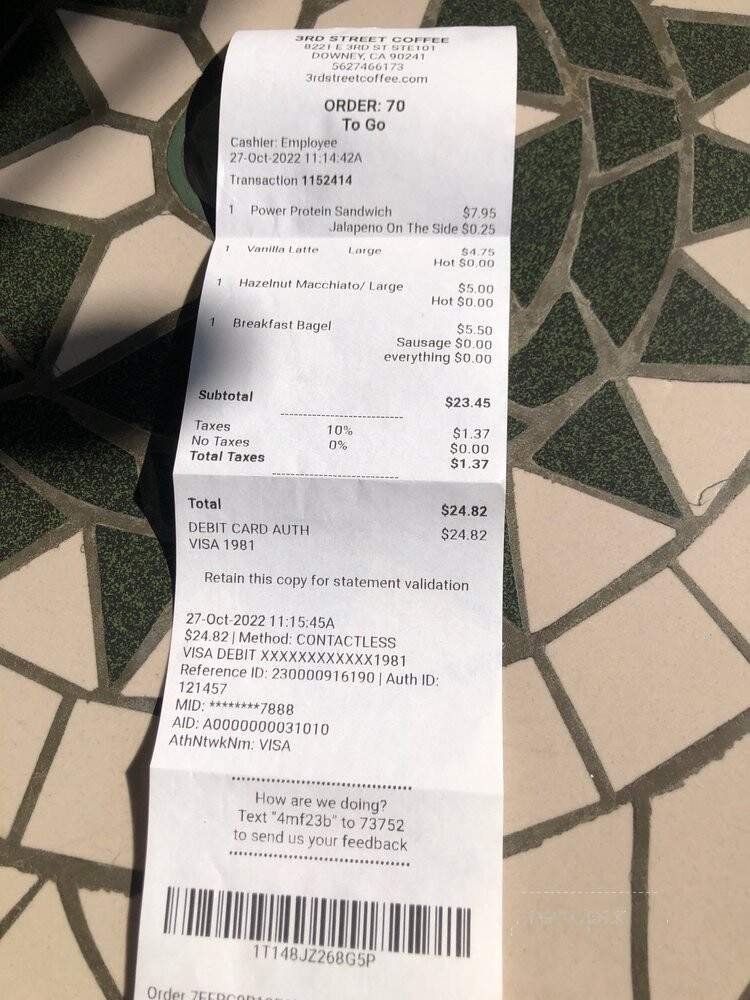 3RD STREET COFFEE
8221 E 3RD ST STE101
DOWNEY, CA 90241
5627466173
3rdstreetcoffee.com
ORDER: 70
To Go
Cashier: Employee
27-Oct-2022 11:14:42A
Transaction 1152414
1 Power Protein Sandwich $7.95
Jalapeno On The Side $0.25
1 Vanilla Latte Large $4.75
Hot $0.00
1 Hazelnut Macchiato/ Large $5.00
Hot $0.00
1 Breakfast Bagel $5.50
Sausage $0.00
everything $0.00
Subtotal $23.45
Taxes 10% $1.37
No Taxes 0% $0.00
Total Taxes $1.37
Total $24.82
DEBIT CARD AUTH $24.82
VISA 1981
Retain this copy for statement validation
27-Oct-2022 11:15:45A
$24.82 | Method: CONTACTLESS
VISA DEBIT XXXXXXXXXXXX1981
Reference ID: 230000916190 | Auth ID:
121457
MID: ********7888
AID: A0000000031010
AthNtwkNm: VISA
How are we doing?
Text "4mf23b" to 73752
to send us your feedback
1T148JZ268G5P
Order